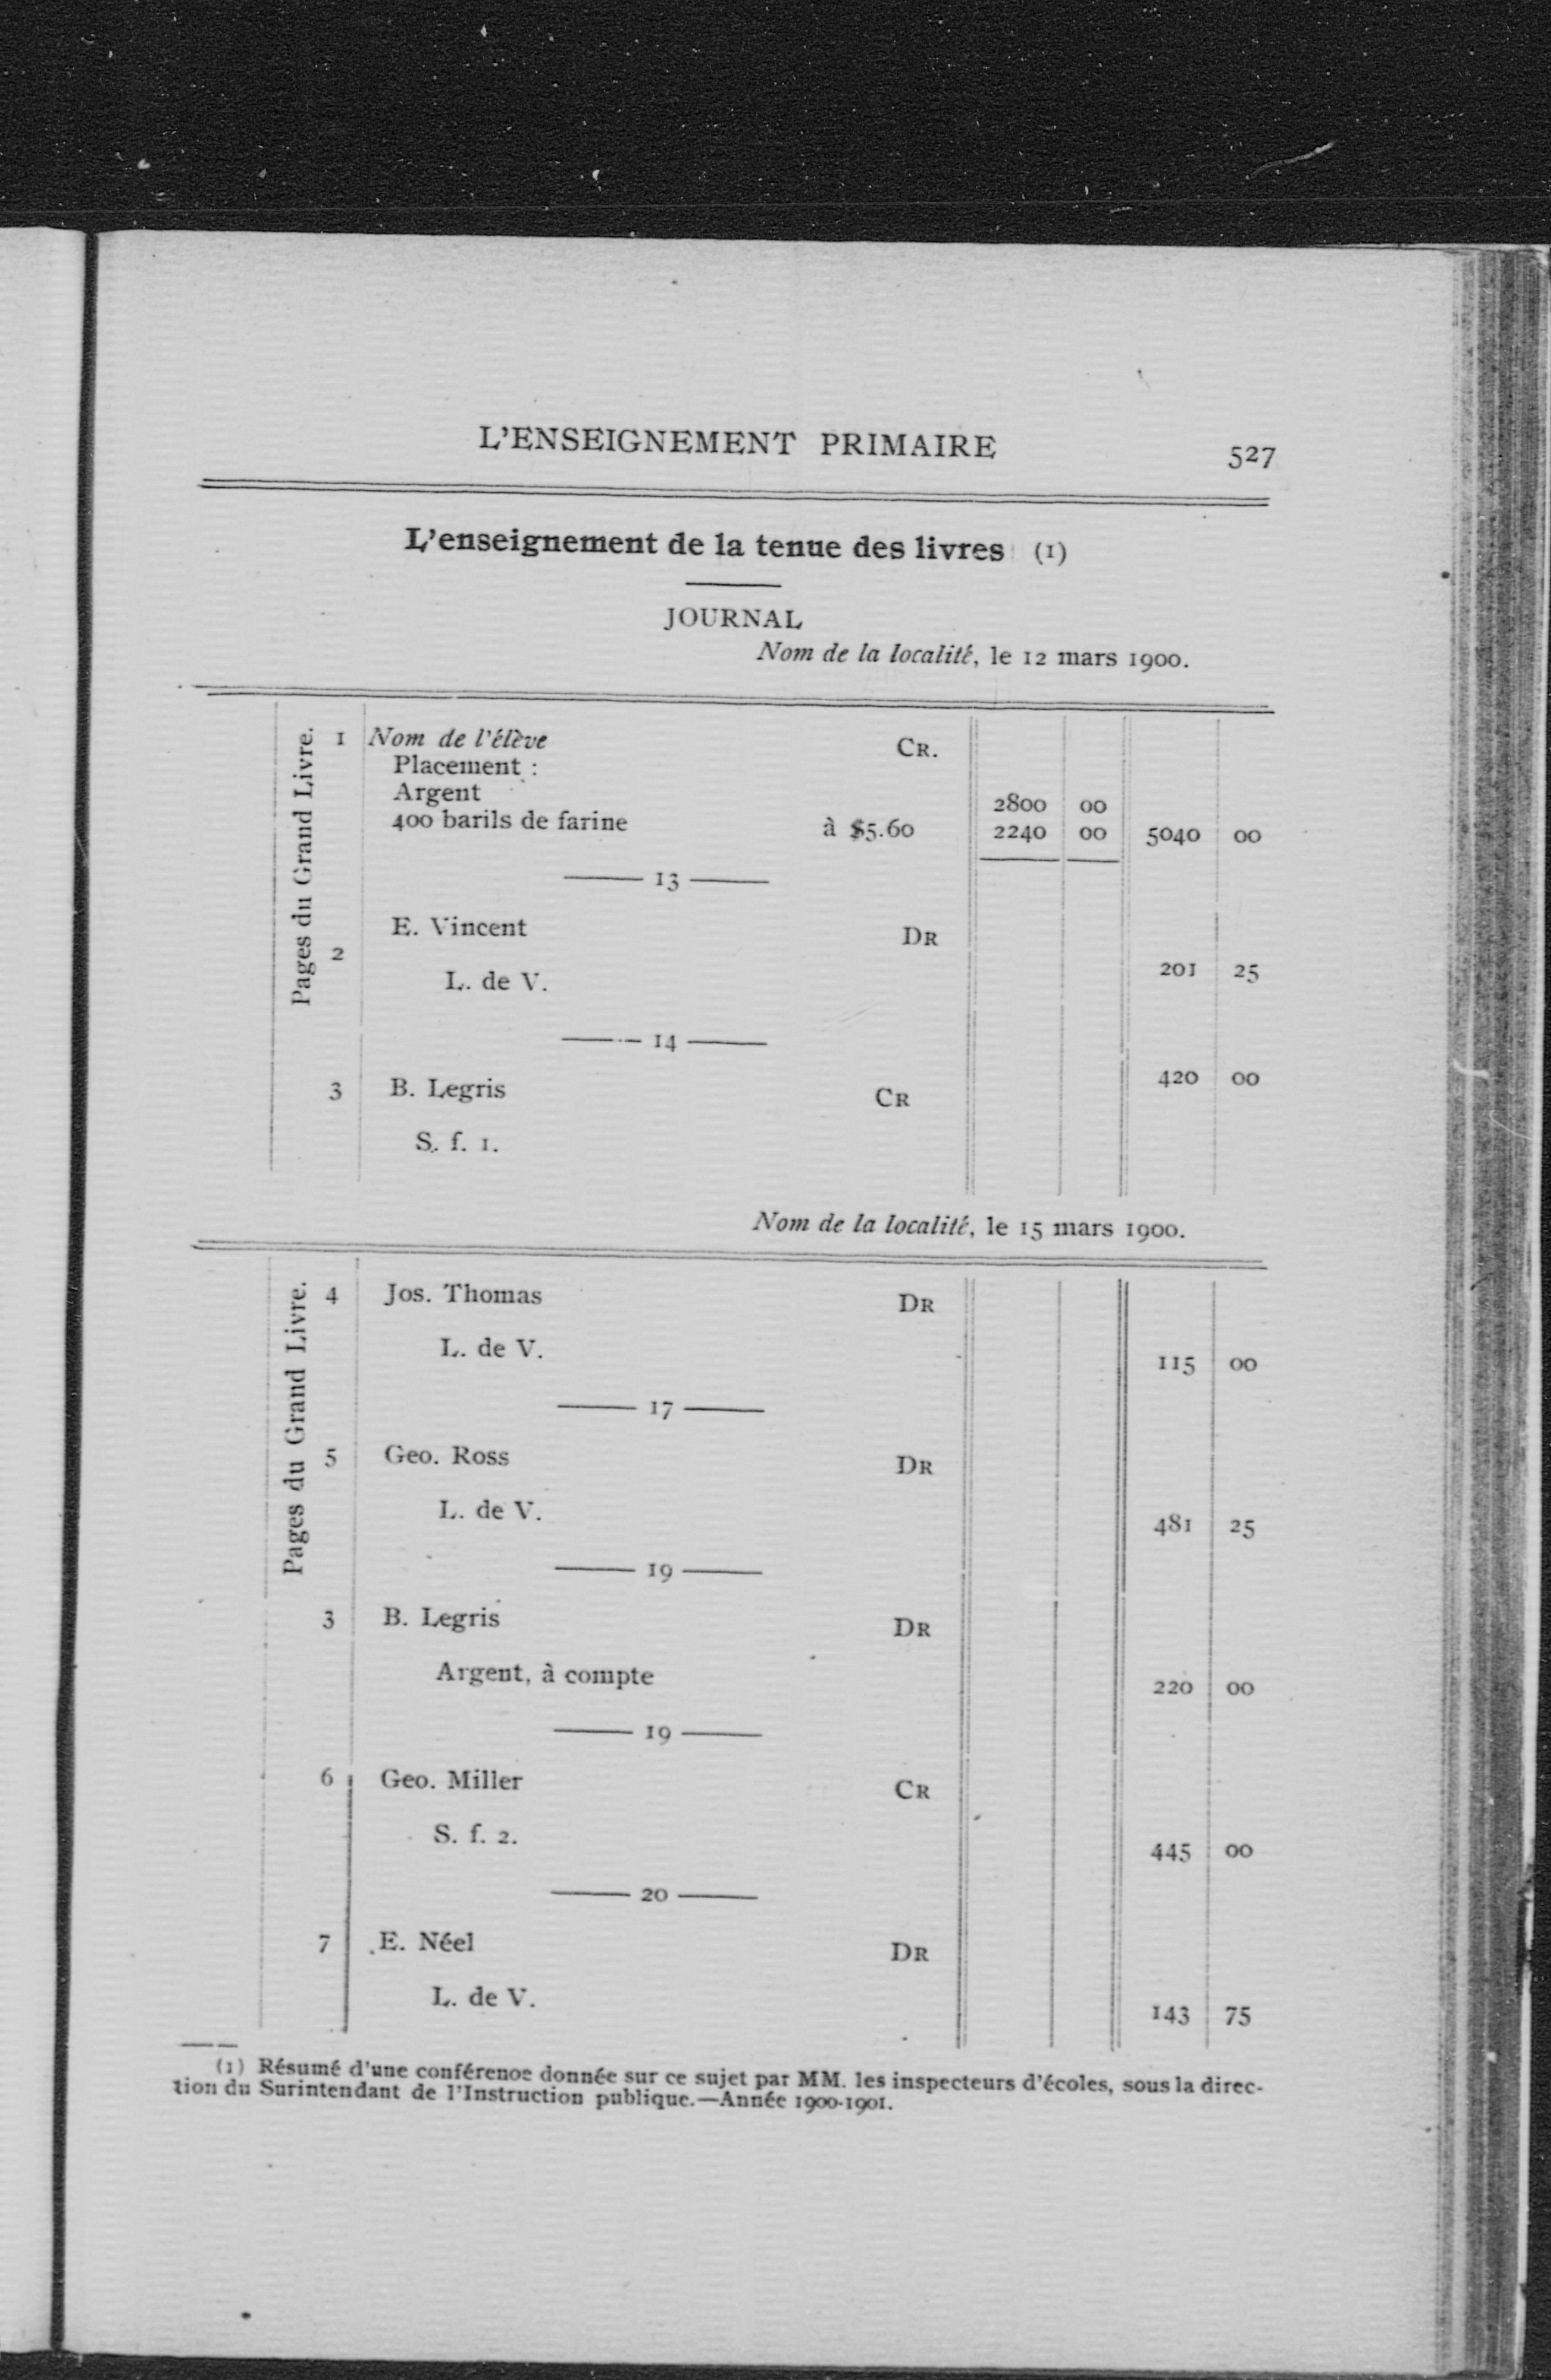 L'ENSEIGNEMENT PRIMAIRE 527
L'enseignement de la tenue des livres (1)
JOURNAL
Nom de la localité, le 12 mars 1900.
Pages du Grand Livre.
1 Nom de l'élève CR.
Placement :
Argent 2800 00
400 barils de farine à $5.60 2240 00 5040 00
13
E. Vincent DR
2
L. de V. 201 25
14
3 B. Legris CR 420 00
S. f. 1.
Nom de la localité, le 15 mars 1900.
Pages du Grand Livre.
4 Jos. Thomas DR
L. de V. 115 00
17
5 Geo. Ross DR
L. de V. 481 25
19
3 B. Legris DR
Argent, à compte 220 00
19
6 Geo. Miller CR
S. f. 2. 445 00
20
7 E. Néel DR
L. de V. 143 75
(1) Résumé d'une conférence donnée sur ce sujet par MM. les inspecteurs d'écoles, sous la direc-
tion du Surintendant de l'Instruction publique.—Année 1900-1901.